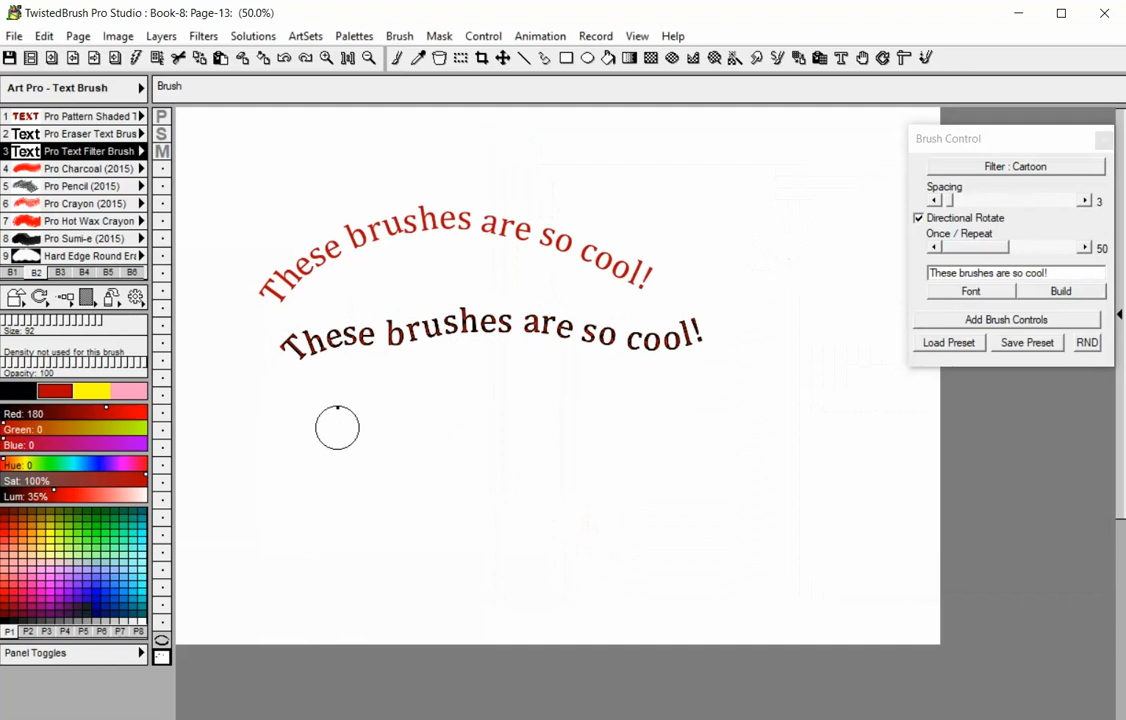 TwistedBrush Pro Studio : Book-8: Page-13: (50.0%)
File Edit Page Image Layers Filters Solutions ArtSets Palettes Brush Mask Control Animation Record View Help
Art Pro - Text Brush
Brush
1 TEXT Pro Pattern Shaded T
2 Text Pro Eraser Text Brus
3 Text Pro Text Filter Brush
4 Pro Charcoal (2015)
5 Pro Pencil (2015)
6 Pro Crayon (2015)
7 Pro Hot Wax Crayon
8 Pro Sumi-e (2015)
9 Hard Edge Round Era
B1 B2 B3 B4 B5 B6
Size: 92
Density not used for this brush
Opacity: 100
Red: 180
Green: 0
Blue: 0
Hue: 0
Sat: 100%
Lum: 35%
P1 P2 P3 P4 P5 P6 P7 P8
Panel Toggles
P
S
M
These brushes are so cool!
These brushes are so cool!
Brush Control
Filter : Cartoon
Spacing
3
Directional Rotate
Once / Repeat
50
These brushes are so cool!
Font Build
Add Brush Controls
Load Preset Save Preset RND